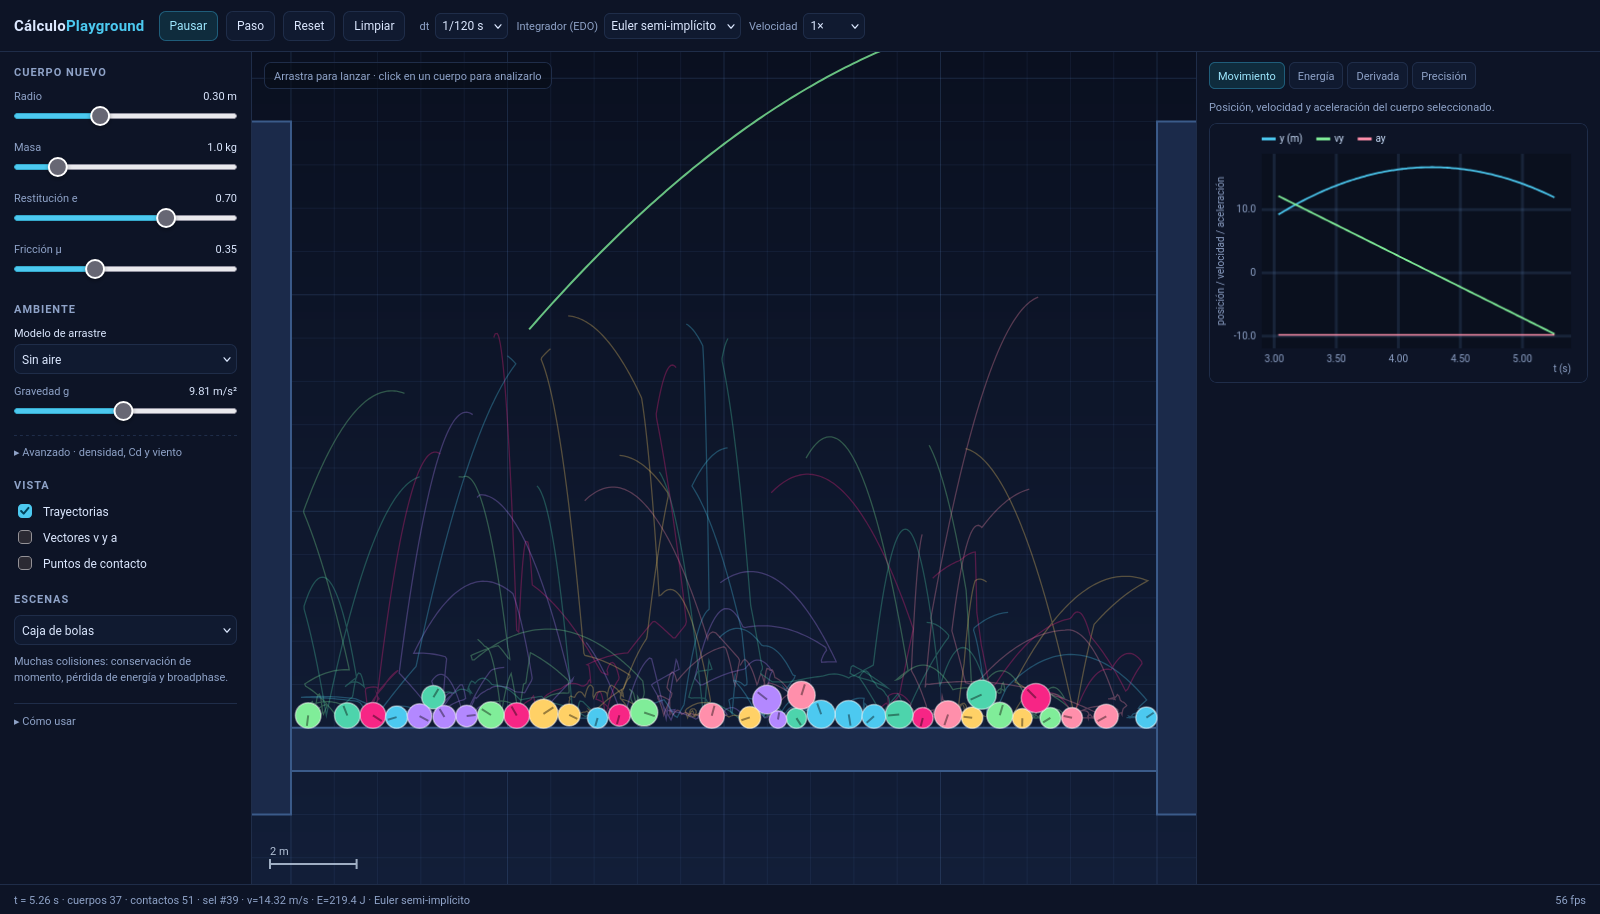 CálculoPlayground Pausar Paso Reset Limpiar dt 1/120 s Integrador (EDO) Euler semi-implícito Velocidad 1×
CUERPO NUEVO
Radio 0.30 m
Masa 1.0 kg
Restitución e 0.70
Fricción μ 0.35
AMBIENTE
Modelo de arrastre
Sin aire
Gravedad g 9.81 m/s²
▸ Avanzado · densidad, Cd y viento
VISTA
Trayectorias
Vectores v y a
Puntos de contacto
ESCENAS
Caja de bolas
Muchas colisiones: conservación de
momento, pérdida de energía y broadphase.
▸ Cómo usar
Arrastra para lanzar · click en un cuerpo para analizarlo
2 m
Movimiento Energía Derivada Precisión
Posición, velocidad y aceleración del cuerpo seleccionado.
y (m) vy ay
posición / velocidad / aceleración
10.0
0
-10.0
3.00 3.50 4.00 4.50 5.00
t (s)
t = 5.26 s · cuerpos 37 · contactos 51 · sel #39 · v=14.32 m/s · E=219.4 J · Euler semi-implícito
56 fps